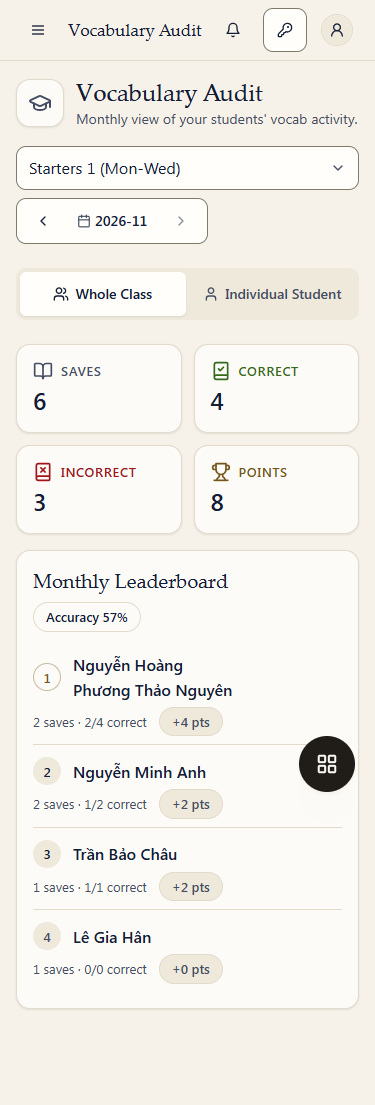 Vocabulary Audit
Vocabulary Audit
Monthly view of your students' vocab activity.
Starters 1 (Mon-Wed)
2026-11
Whole Class
Individual Student
SAVES
6
CORRECT
4
INCORRECT
3
POINTS
8
Monthly Leaderboard
Accuracy 57%
1
Nguyễn Hoàng
Phương Thảo Nguyên
2 saves · 2/4 correct
+4 pts
2
Nguyễn Minh Anh
2 saves · 1/2 correct
+2 pts
3
Trần Bảo Châu
1 saves · 1/1 correct
+2 pts
4
Lê Gia Hân
1 saves · 0/0 correct
+0 pts